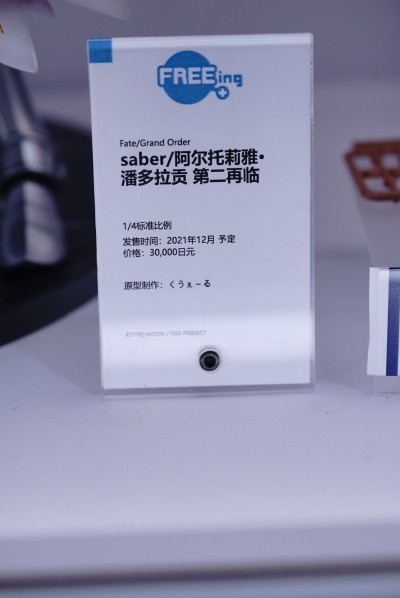 FREEing
Fate/Grand Order
saber/阿尔托莉雅•
潘多拉贡 第二再临
1/4标准比例
发售时间：2021年12月 予定
价格：30,000日元
原型制作：くうぇーる
©TYPE-MOON / FGO PROJECT